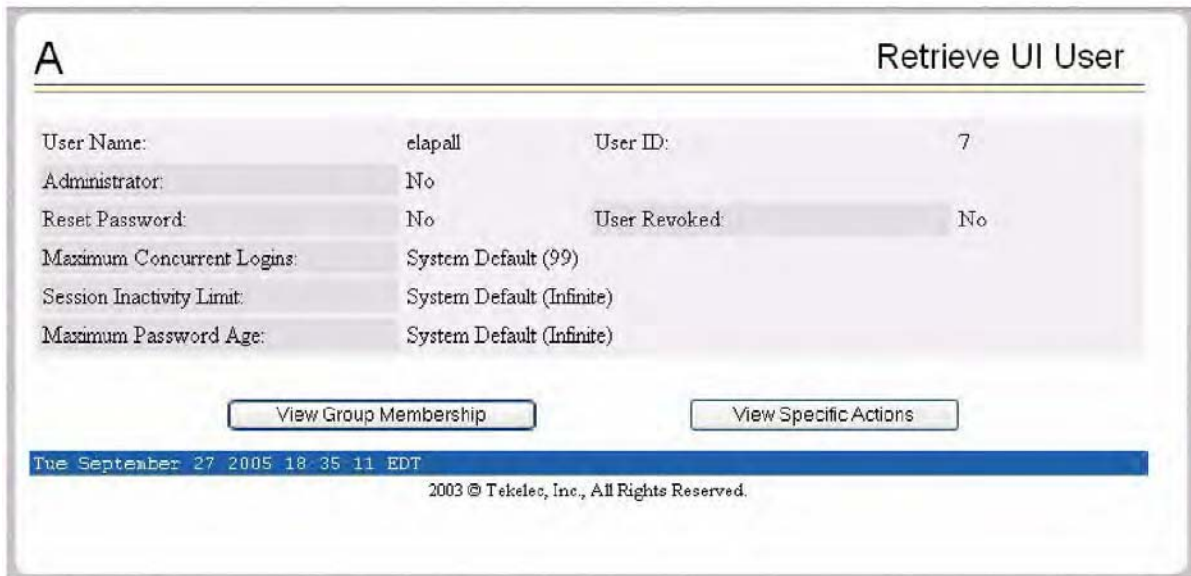 A Retrieve UI User
User Name: elapall User ID: 7
Administrator: No
Reset Password: No User Revoked: No
Maximum Concurrent Logins: System Default (99)
Session Inactivity Limit: System Default (Infinite)
Maximum Password Age: System Default (Infinite)
View Group Membership View Specific Actions
Tue September 27 2005 18:35:11 EDT
2003 © Tekelec, Inc., All Rights Reserved.